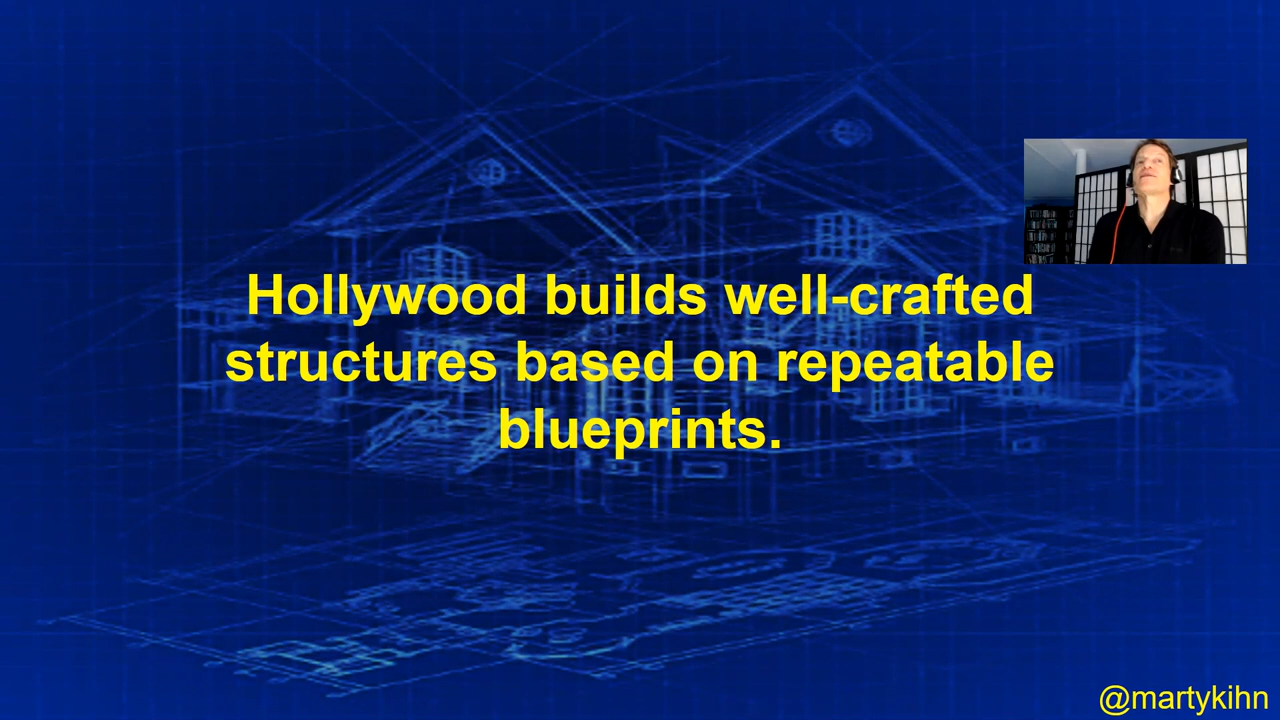 Hollywood builds well-crafted
structures based on repeatable
blueprints.
@martykihn